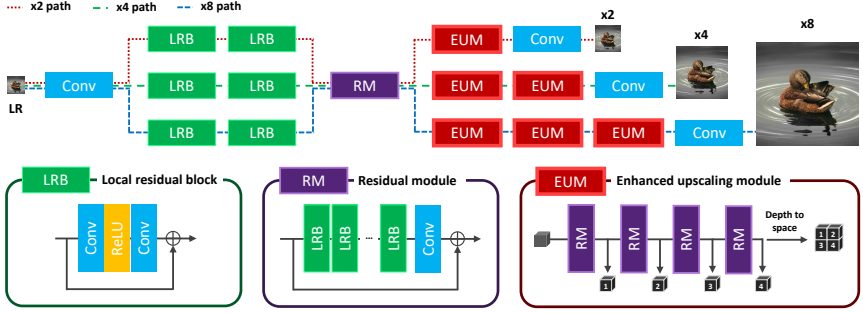 x2 path
x4 path
x8 path
x2
x4
x8
LRB LRB EUM Conv
LR Conv LRB LRB RM EUM EUM Conv
LRB LRB EUM EUM EUM Conv
LRB Local residual block
Conv ReLU Conv
RM Residual module
LRB LRB ... LRB Conv
EUM Enhanced upscaling module
RM RM RM RM
Depth to
space
1 2
3 4
1 2 3 4